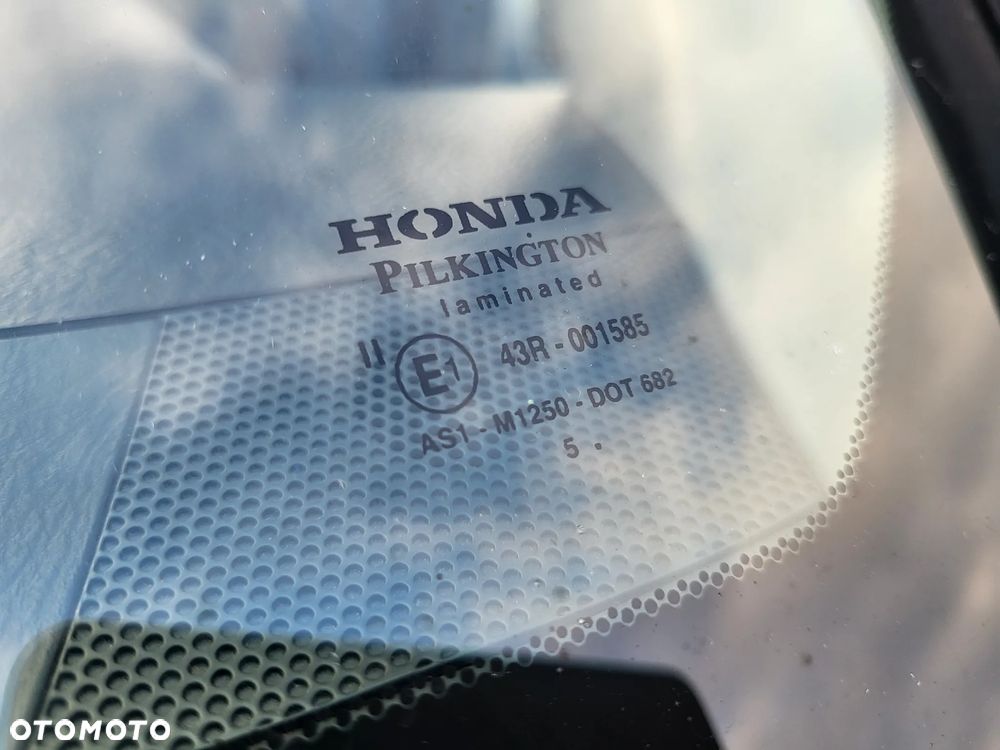 HONDA
PILKINGTON
laminated
II E1 43R - 001585
AS1 - M1250 - DOT 682
5 .
OTOMOTO